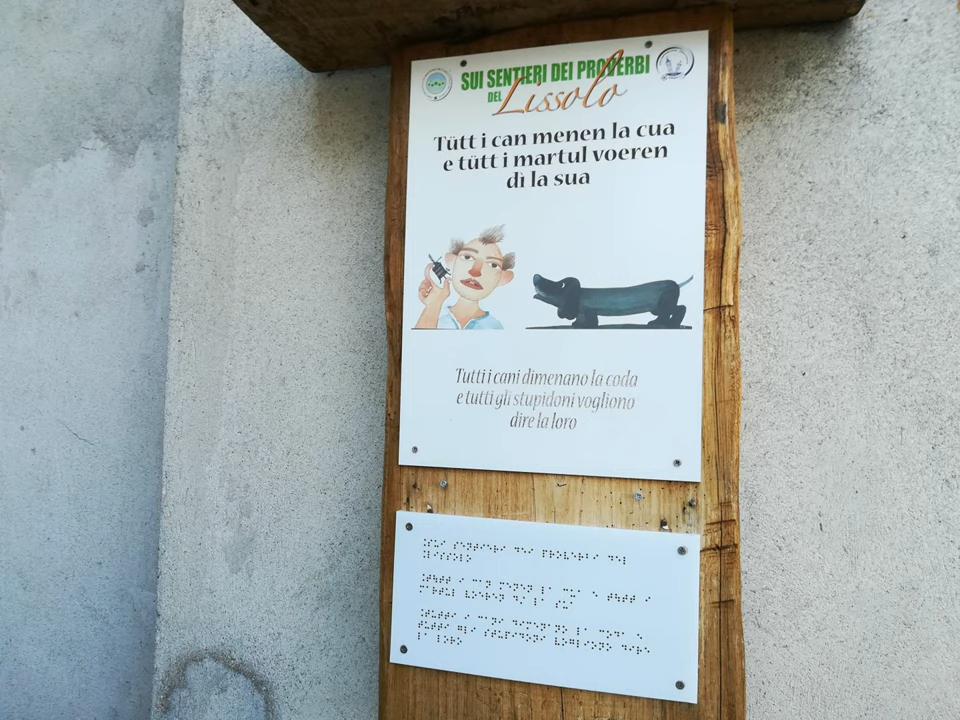 SUI SENTIERI DEI PROVERBI
DEL Lissolo
Tütt i can menen la cua
e tütt i martul voeren
dì la sua
Tutti i cani dimenano la coda
e tutti gli stupidoni vogliono
dire la loro